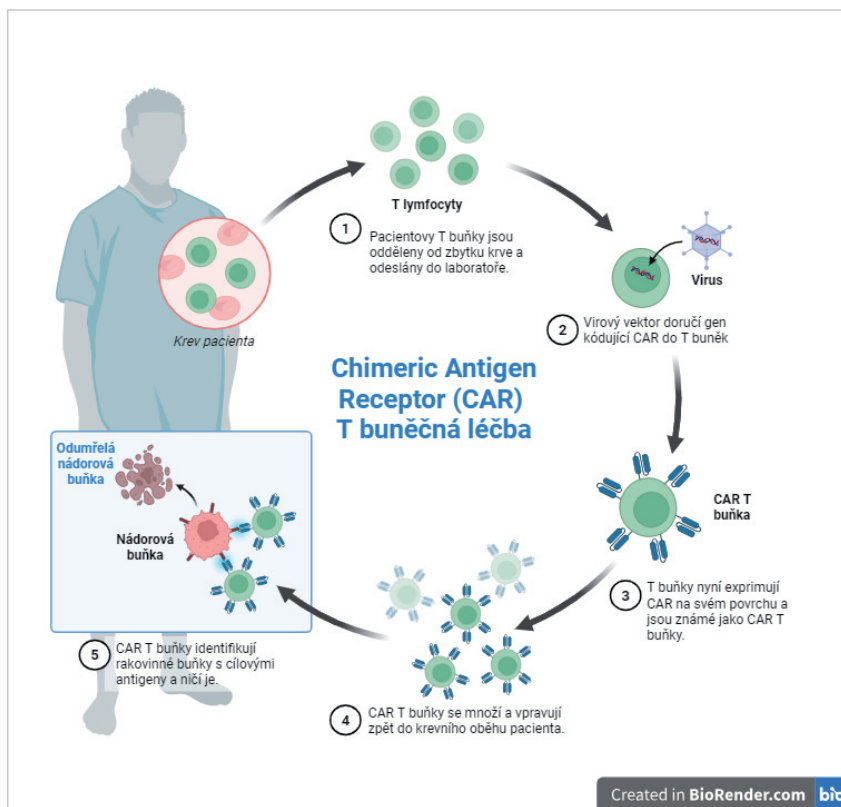 T lymfocyty
1
Pacientovy T buňky jsou
odděleny od zbytku krve a
odeslány do laboratoře.
Krev pacienta
Virus
2
Virový vektor doručí gen
kódující CAR do T buněk
Chimeric Antigen
Receptor (CAR)
T buněčná léčba
CAR T
buňka
3
T buňky nyní exprimují
CAR na svém povrchu a
jsou známé jako CAR T
buňky.
4
CAR T buňky se množí a vpravují
zpět do krevního oběhu pacienta.
Odumřelá
nádorová
buňka
Nádorová
buňka
5
CAR T buňky identifikují
rakovinné buňky s cílovými
antigeny a ničí je.
Created in BioRender.com bio